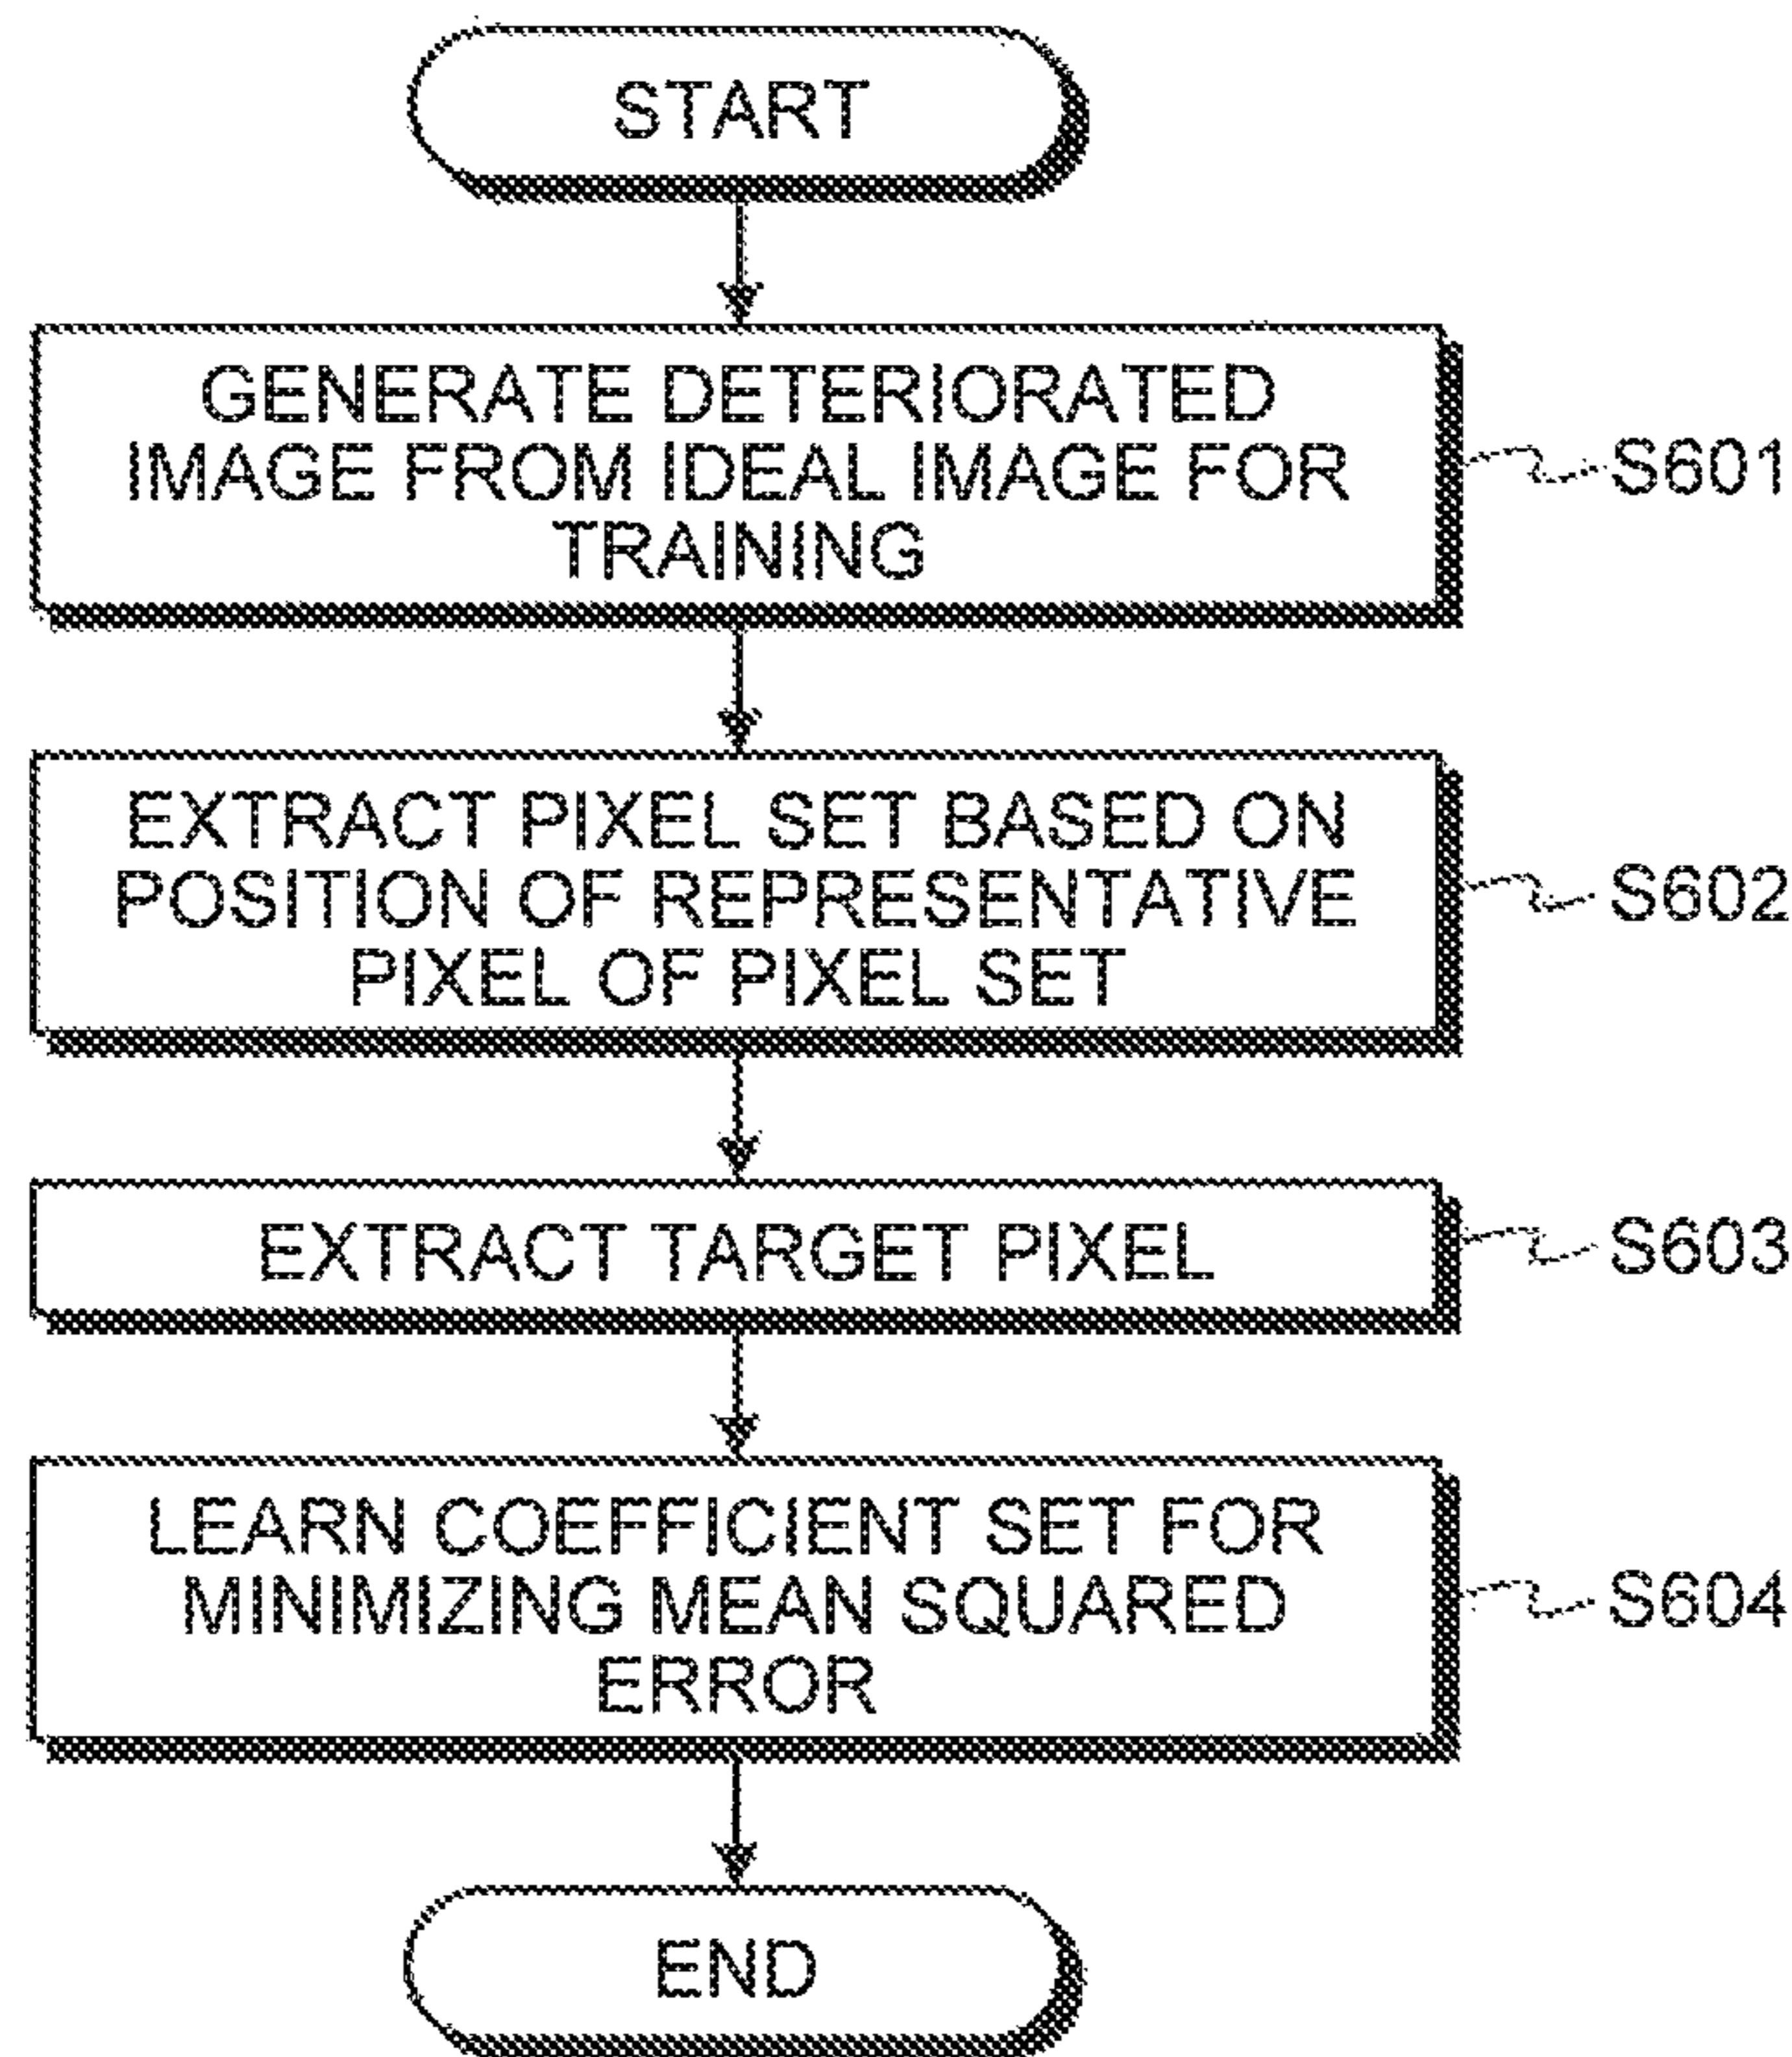 START
GENERATE DETERIORATED
IMAGE FROM IDEAL IMAGE FOR
TRAINING
S601
EXTRACT PIXEL SET BASED ON
POSITION OF REPRESENTATIVE
PIXEL OF PIXEL SET
S602
EXTRACT TARGET PIXEL
S603
LEARN COEFFICIENT SET FOR
MINIMIZING MEAN SQUARED
ERROR
S604
END